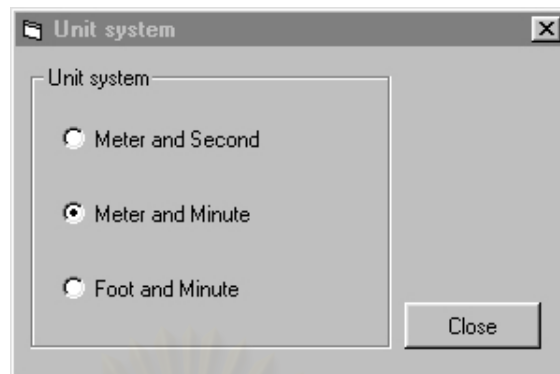 Unit system
Unit system
Meter and Second
Meter and Minute
Foot and Minute
Close